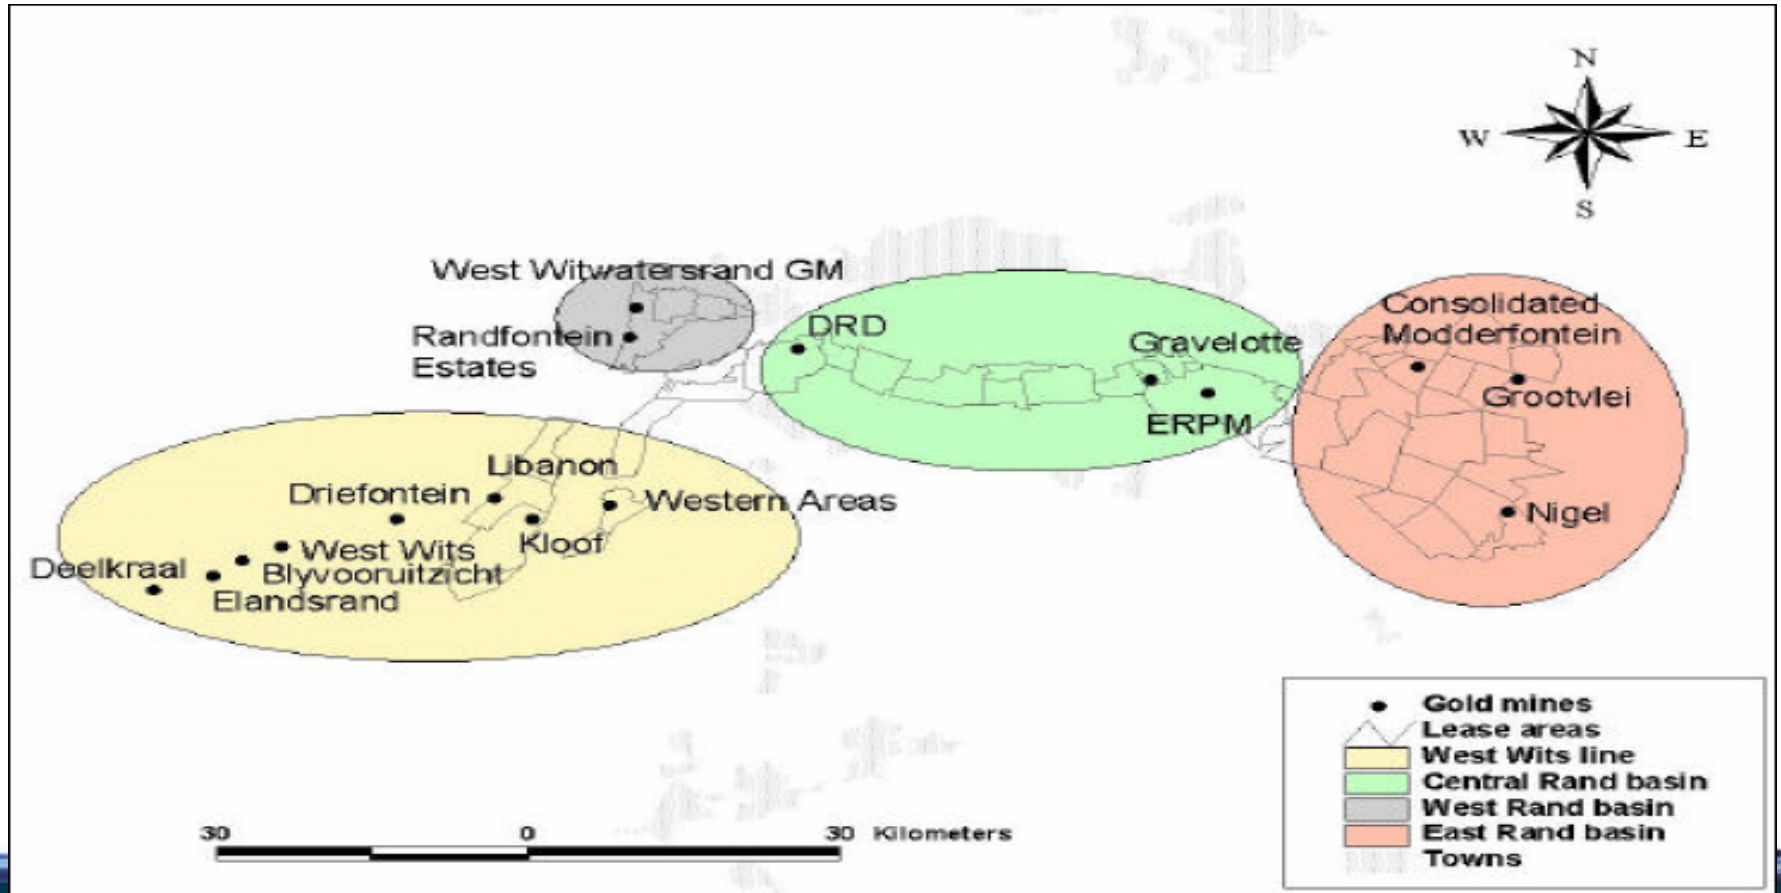 N
W E
S
West Witwatersrand GM
Randfontein
Estates
DRD
Gravelotte
ERPM
Consolidated
Modderfontein
Grootvlei
Nigel
Libanon
Driefontein
Western Areas
Kloof
West Wits
Deelkraal
Blyvooruitzicht
Elandsrand
Gold mines
Lease areas
West Wits line
Central Rand basin
West Rand basin
East Rand basin
Towns
30 0 30 Kilometers